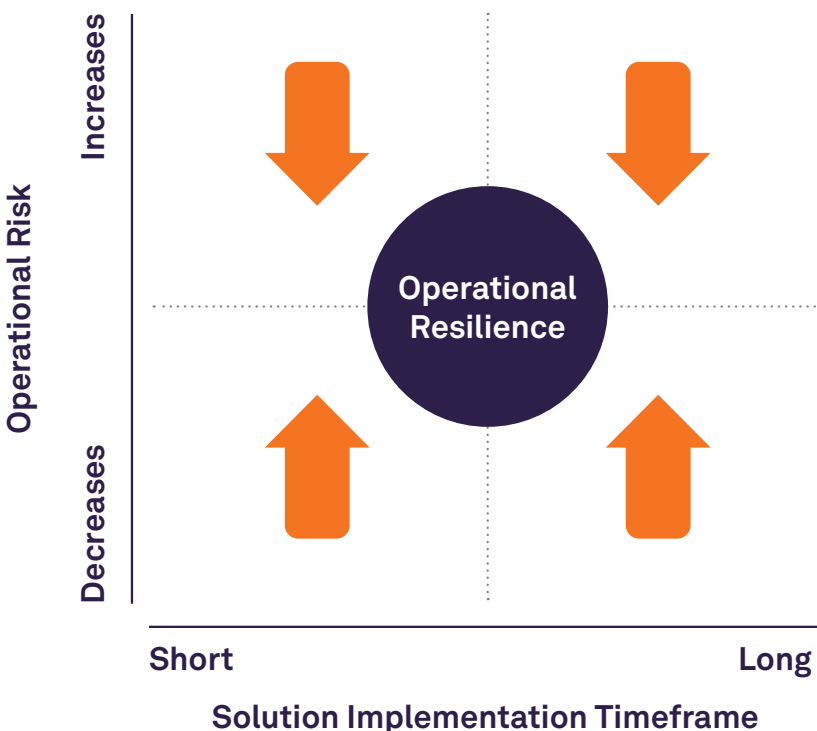 Operational Risk
Increases
Decreases
Operational
Resilience
Short
Long
Solution Implementation Timeframe